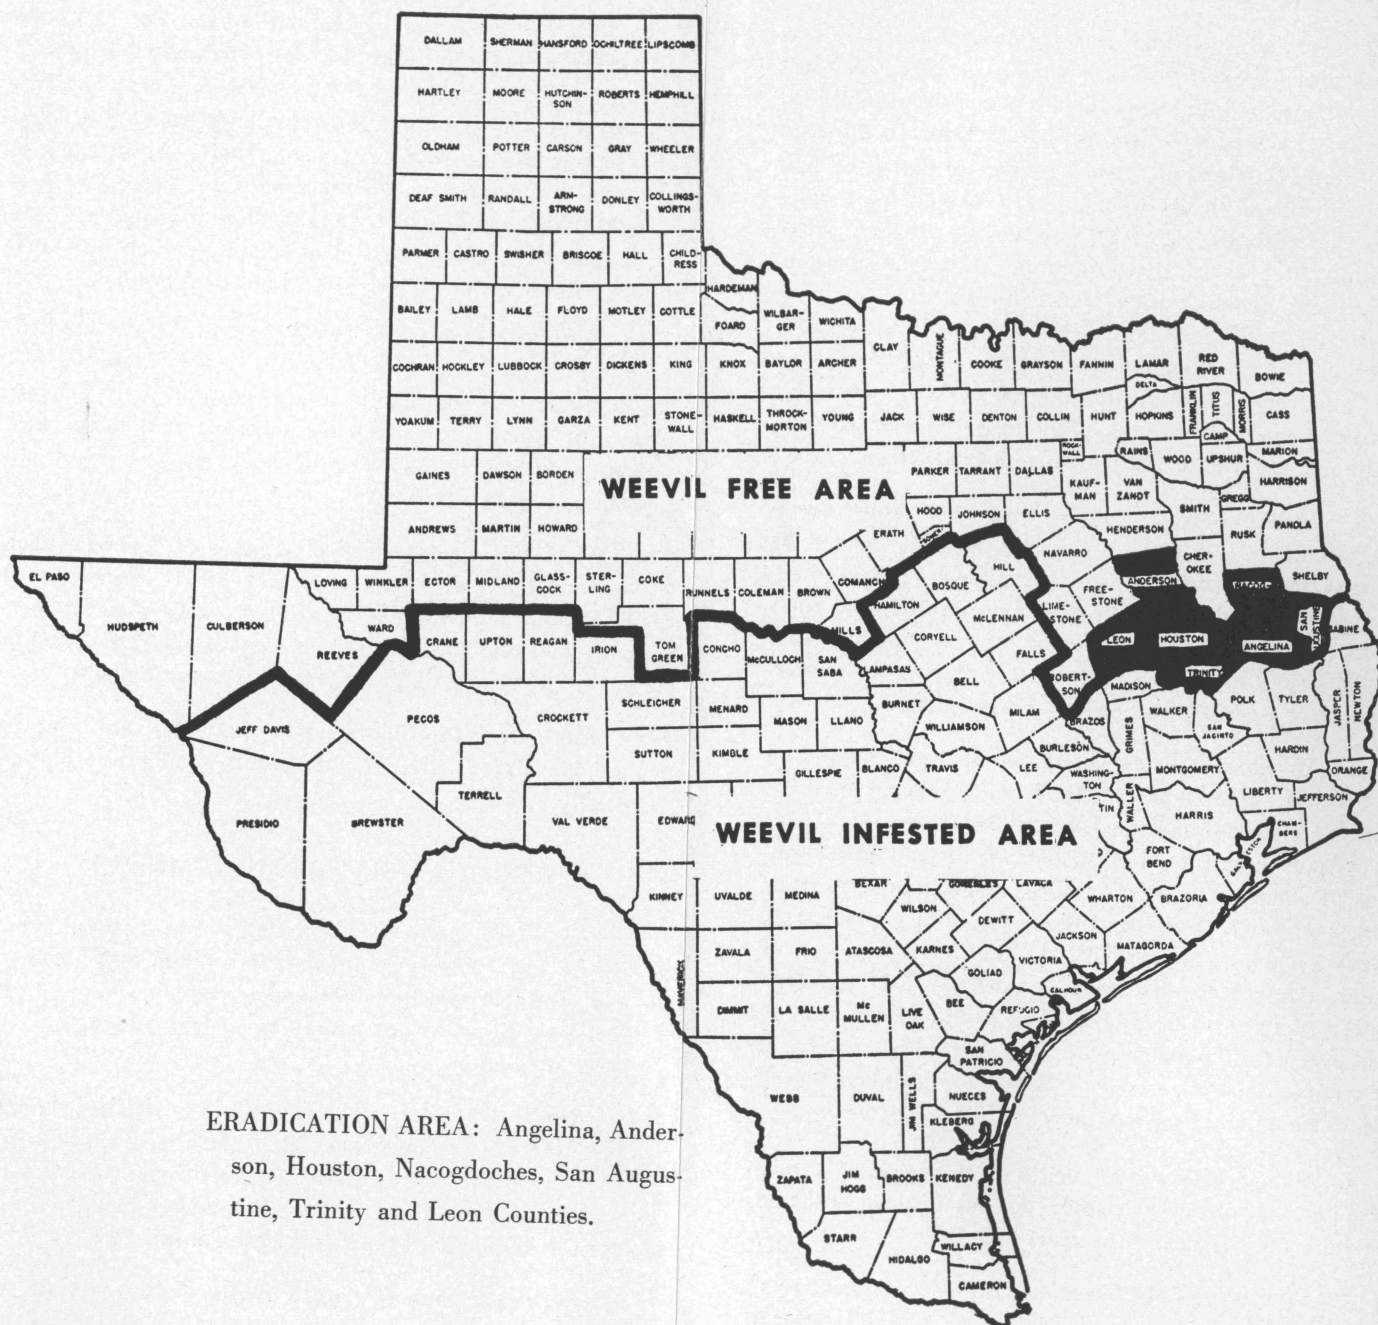 DALLAM SHERMAN HANSFORD OCHILTREE LIPSCOMB
HARTLEY MOORE HUTCHIN-
SON ROBERTS HEMPHILL
OLDHAM POTTER CARSON GRAY WHEELER
DEAF SMITH RANDALL ARM-
STRONG DONLEY COLLINGS-
WORTH
PARMER CASTRO SWISHER BRISCOE HALL CHILD-
RESS
HARDEMAN
BAILEY LAMB HALE FLOYD MOTLEY COTTLE
FOARD WILBAR-
GER WICHITA
CLAY MONTAGUE COOKE GRAYSON FANNIN LAMAR RED
RIVER BOWIE
COCHRAN HOCKLEY LUBBOCK CROSBY DICKENS KING KNOX BAYLOR ARCHER
DELTA
YOAKUM TERRY LYNN GARZA KENT STONE-
WALL HASKELL THROCK-
MORTON YOUNG JACK WISE DENTON COLLIN HUNT HOPKINS FRANKLIN TITUS MORRIS CASS
CAMP
ROCK-
WALL RAINS WOOD UPSHUR MARION
GAINES DAWSON BORDEN PARKER TARRANT DALLAS KAUF-
MAN VAN
ZANDT HARRISON
WEEVIL FREE AREA
GREGG
HOOD JOHNSON ELLIS SMITH
ANDREWS MARTIN HOWARD ERATH HENDERSON RUSK PANOLA
NAVARRO CHER-
OKEE
EL PASO LOVING WINKLER ECTOR MIDLAND GLASS-
COCK STER-
LING COKE RUNNELS COLEMAN BROWN COMANCH BOSQUE HILL ANDERSON FREE-
STONE NACOG- SHELBY
HUDSPETH CULBERSON REEVES WARD CRANE UPTON REAGAN IRION TOM
GREEN CONCHO McCULLOCH SAN
SABA MILLS HAMILTON CORYELL McLENNAN LIME-
STONE LEON HOUSTON ANGELINA SAN
AUGUSTINE SABINE
LAMPASAS BELL FALLS ROBERT-
SON TRINITY
MADISON POLK TYLER JASPER NEWTON
JEFF DAVIS PECOS CROCKETT SCHLEICHER MENARD MASON LLANO BURNET WILLIAMSON MILAM BRAZOS GRIMES WALKER SAN
JACINTO
SUTTON KIMBLE BURLESON HARDIN
GILLESPIE BLANCO TRAVIS LEE WASHING-
TON MONTGOMERY ORANGE
TERRELL LIBERTY JEFFERSON
PRESIDIO BREWSTER VAL VERDE EDWARD TIN WALLER HARRIS CHAM-
BERS
WEEVIL INFESTED AREA
FORT
BEND
KINNEY UVALDE MEDINA BEXAR GONZALES LAVACA WHARTON BRAZORIA
WILSON DEWITT
JACKSON MATAGORDA
ZAVALA FRIO ATASCOSA KARNES GOLIAD VICTORIA
MAVERICK CALHOUN
DIMMIT LA SALLE Mc
MULLEN LIVE
OAK BEE REFUGIO
SAN
PATRICIO
WEBB DUVAL JIM WELLS NUECES
KLEBERG
ZAPATA JIM
HOGG BROOKS KENEDY
STARR HIDALGO WILLACY
CAMERON
ERADICATION AREA: Angelina, Ander-
son, Houston, Nacogdoches, San Augus-
tine, Trinity and Leon Counties.